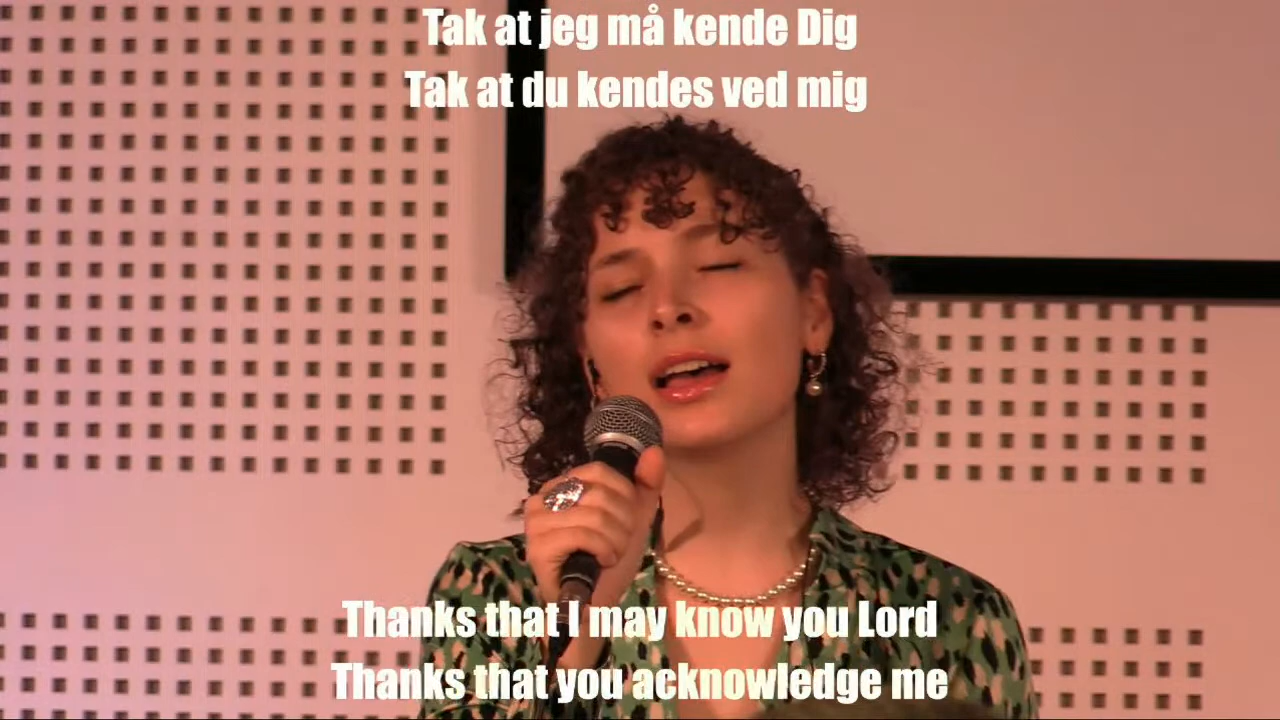 Tak at jeg må kende Dig
Tak at du kendes ved mig
Thanks that I may know you Lord
Thanks that you acknowledge me